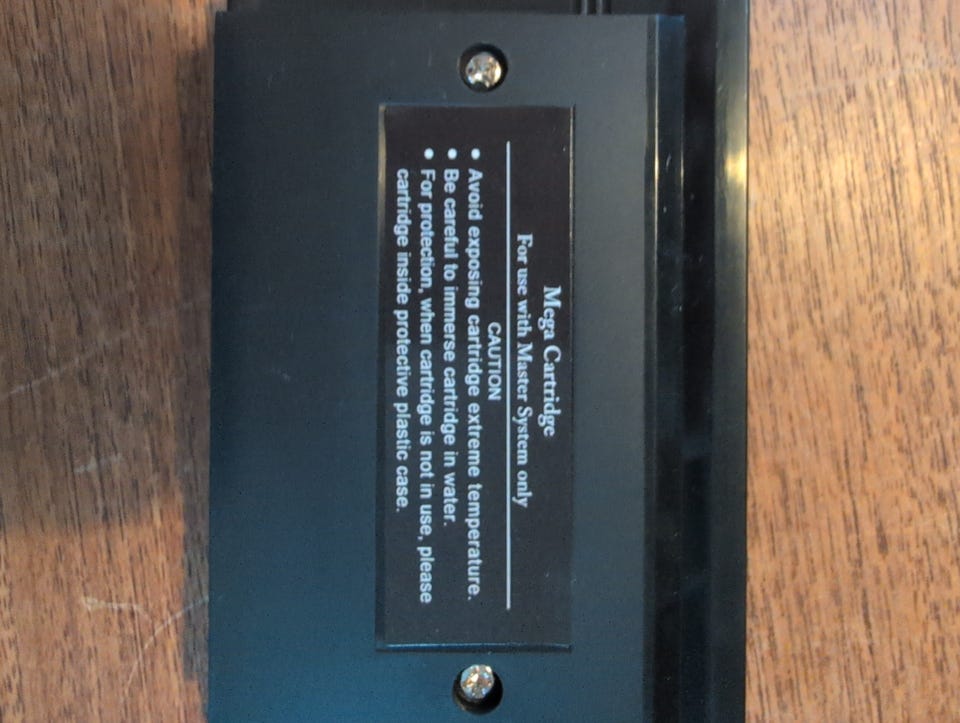 Mega Cartridge
For use with Master System only
CAUTION
• Avoid exposing cartridge extreme temperature.
• Be careful to immerse cartridge in water.
• For protection, when cartridge is not in use, please
cartridge inside protective plastic case.